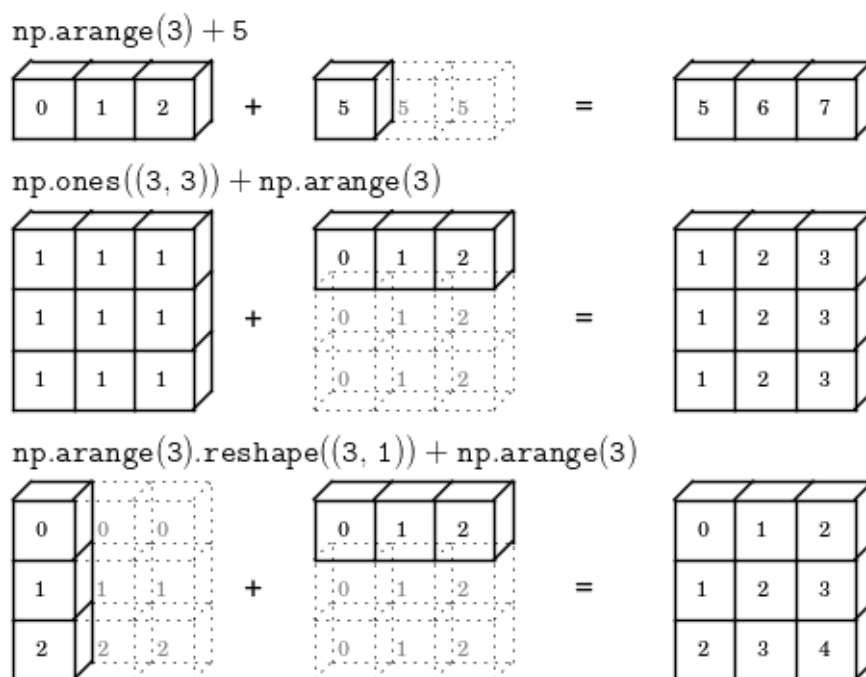 np.arange(3) + 5
0 1 2 + 5 5 5 = 5 6 7
np.ones((3, 3)) + np.arange(3)
1 1 1 0 1 2 1 2 3
1 1 1 + 0 1 2 = 1 2 3
1 1 1 0 1 2 1 2 3
np.arange(3).reshape((3, 1)) + np.arange(3)
0 0 0 0 1 2 0 1 2
1 1 1 + 0 1 2 = 1 2 3
2 2 2 0 1 2 2 3 4